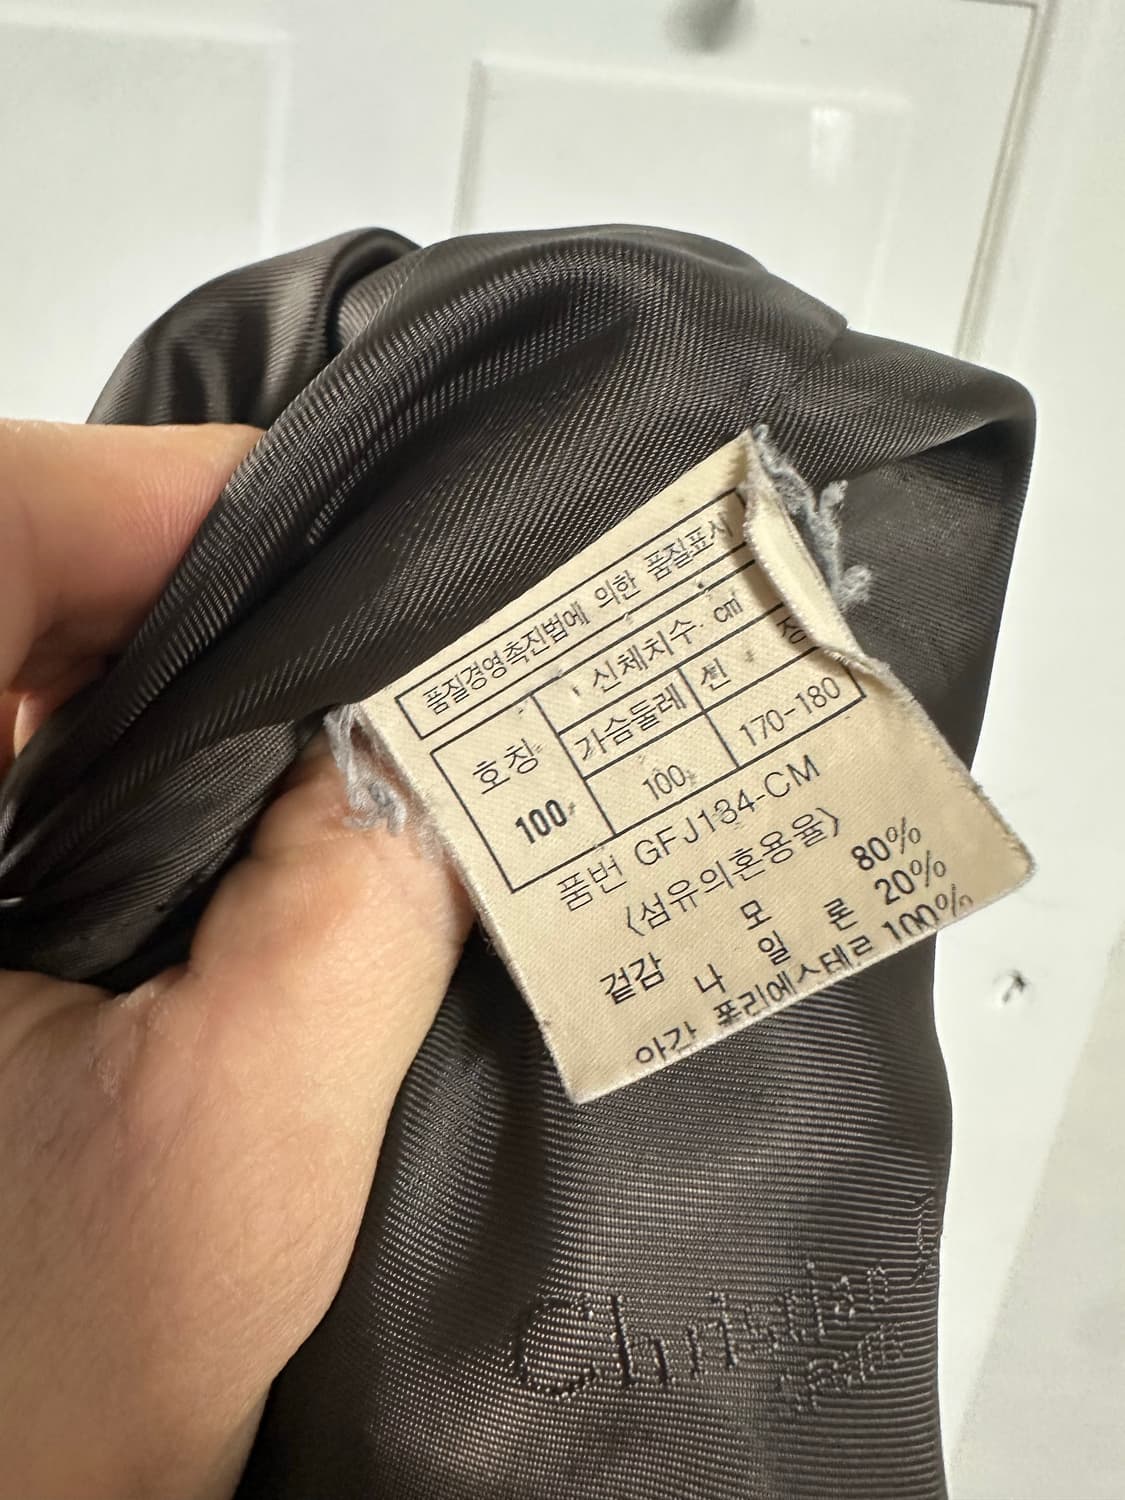 품질경영촉진법에 의한 품질표시
호칭 신체치수 cm
가슴둘레 신 장
100 100 170-180
품번 GFJ134-CM
〈섬유의혼용율〉
겉감 모 80%
나 일 론 20%
안감 폴리에스테르 100%
Christian